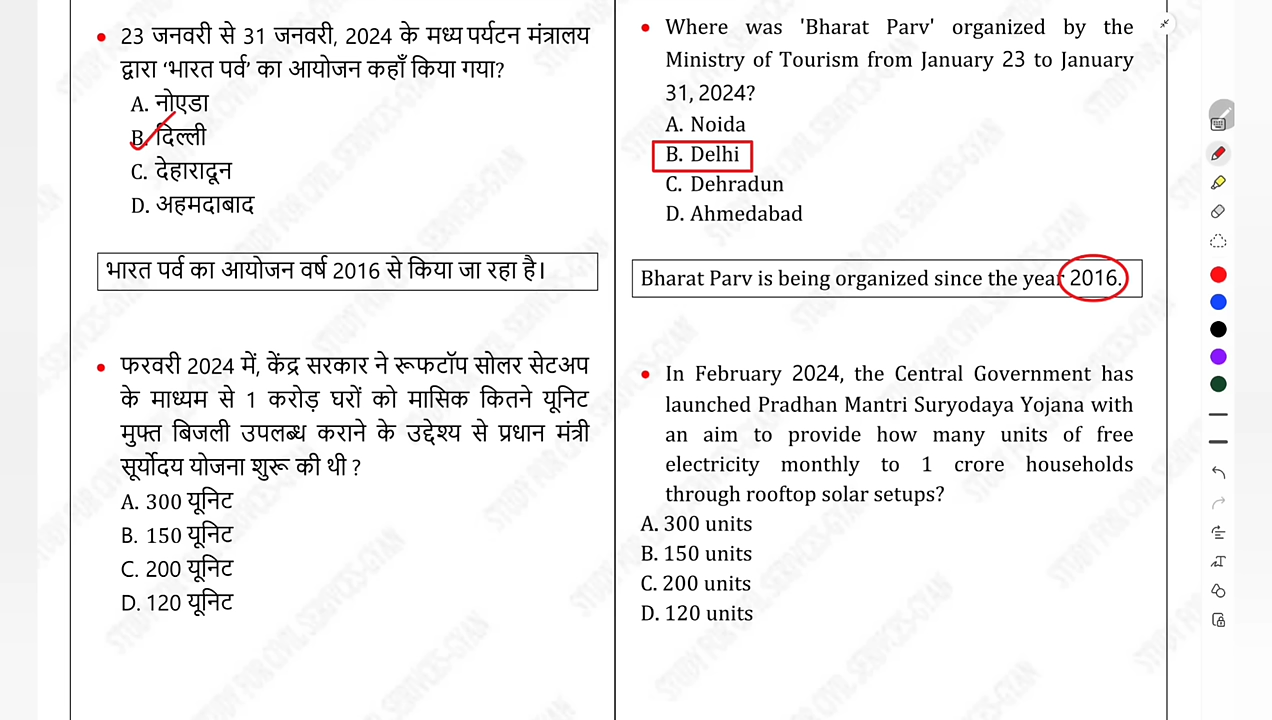 • 23 जनवरी से 31 जनवरी, 2024 के मध्य पर्यटन मंत्रालय
द्वारा ‘भारत पर्व’ का आयोजन कहाँ किया गया?
A. नोएडा
B. दिल्ली
C. देहारादून
D. अहमदाबाद
भारत पर्व का आयोजन वर्ष 2016 से किया जा रहा है।
• फरवरी 2024 में, केंद्र सरकार ने रूफटॉप सोलर सेटअप
के माध्यम से 1 करोड़ घरों को मासिक कितने यूनिट
मुफ्त बिजली उपलब्ध कराने के उद्देश्य से प्रधान मंत्री
सूर्योदय योजना शुरू की थी ?
A. 300 यूनिट
B. 150 यूनिट
C. 200 यूनिट
D. 120 यूनिट
• Where was 'Bharat Parv' organized by the
Ministry of Tourism from January 23 to January
31, 2024?
A. Noida
B. Delhi
C. Dehradun
D. Ahmedabad
Bharat Parv is being organized since the year 2016.
• In February 2024, the Central Government has
launched Pradhan Mantri Suryodaya Yojana with
an aim to provide how many units of free
electricity monthly to 1 crore households
through rooftop solar setups?
A. 300 units
B. 150 units
C. 200 units
D. 120 units
STUDY FOR CIVIL SERVICES-GYAN